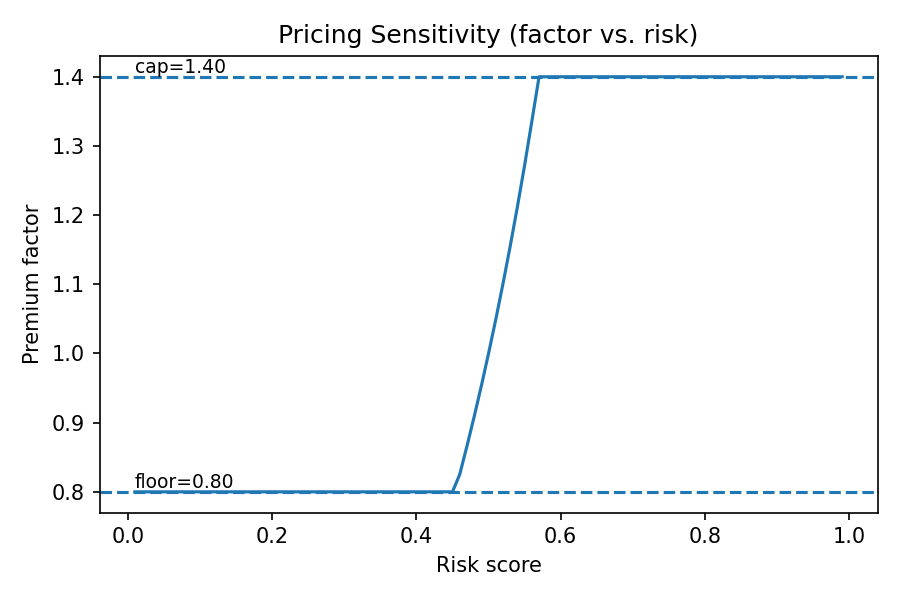 Pricing Sensitivity (factor vs. risk)
cap=1.40
1.4
1.3
1.2
1.1
1.0
0.9
0.8
Premium factor
floor=0.80
0.0 0.2 0.4 0.6 0.8 1.0
Risk score